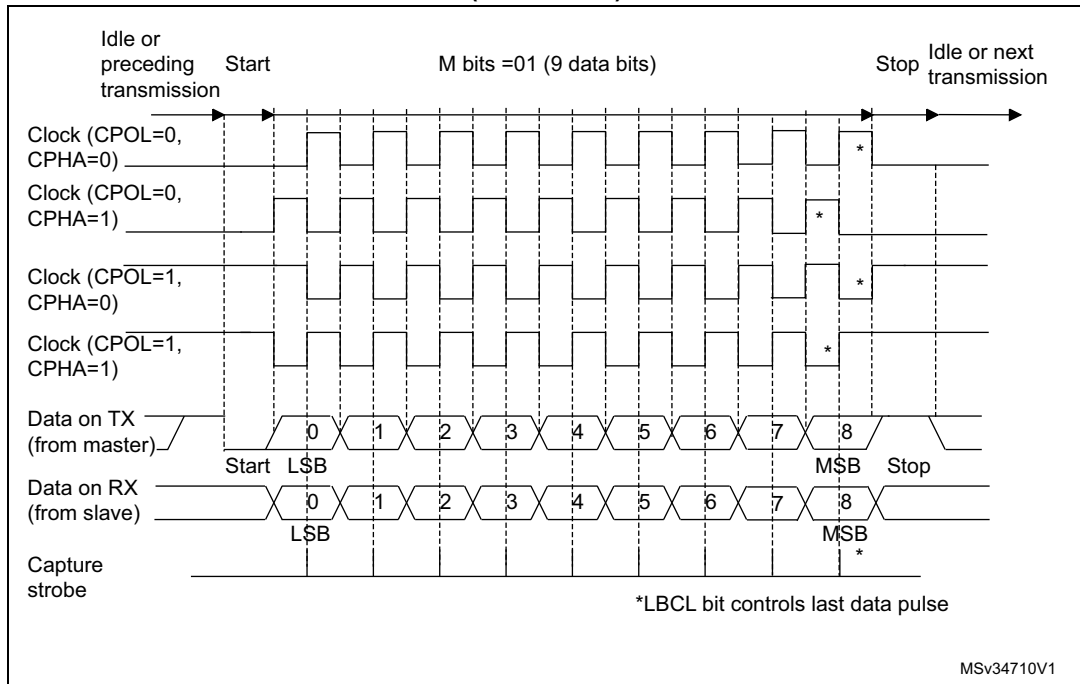 Idle or
preceding
transmission
Start
M bits =01 (9 data bits)
Stop
Idle or next
transmission
Clock (CPOL=0,
CPHA=0)
*
Clock (CPOL=0,
CPHA=1)
*
Clock (CPOL=1,
CPHA=0)
*
Clock (CPOL=1,
CPHA=1)
*
Data on TX
(from master)
0 1 2 3 4 5 6 7 8
Start LSB MSB Stop
Data on RX
(from slave)
0 1 2 3 4 5 6 7 8
LSB MSB
Capture
strobe
*
*LBCL bit controls last data pulse
MSv34710V1